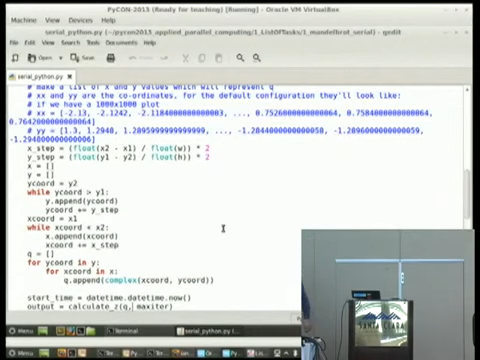 PyCON-2013 (Ready for teaching) [Running] - Oracle VM VirtualBox
Machine View Devices Help
serial_python.py (~/pycon2013_applied_parallel_computing/1_ListOfTasks/1_mandelbrot_serial) - gedit
File Edit View Search Tools Documents Help
Open Save Undo
serial_python.py
# make a list of x and y values which will represent q
# xx and yy are the co-ordinates, for the default configuration they'll look like:
# if we have a 1000x1000 plot
# xx = [-2.13, -2.1242, -2.1184000000000003, ..., 0.7526000000000064, 0.7584000000000064,
0.7642000000000064]
# yy = [1.3, 1.2948, 1.2895999999999999, ..., -1.2844000000000058, -1.2896000000000059,
-1.294800000000006]
x_step = (float(x2 - x1) / float(w)) * 2
y_step = (float(y1 - y2) / float(h)) * 2
x = []
y = []
ycoord = y2
while ycoord > y1:
y.append(ycoord)
ycoord += y_step
xcoord = x1
while xcoord < x2:
x.append(xcoord)
xcoord += x_step
q = []
for ycoord in y:
for xcoord in x:
q.append(complex(xcoord, ycoord))
start_time = datetime.datetime.now()
output = calculate_z(q, maxiter)
Menu Terminal serial_python.py (
Menu
SANTA CLARA